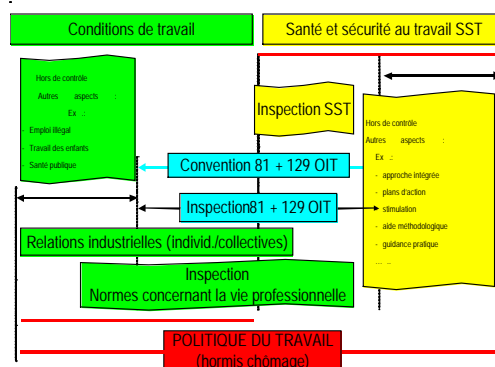 Conditions de travail
Santé et sécurité au travail SST
Hors de contrôle
Autres aspects :
Ex .:
- Emploi illégal
- Travail des enfants
- Santé publique
Inspection SST
Hors de contrôle
Autres aspects :
Ex .:
- approche intégrée
- plans d'action
- stimulation
- aide méthodologique
- guidance pratique
... ..
Convention 81 + 129 OIT
Inspection81 + 129 OIT
Relations industrielles (individ./collectives)
Inspection
Normes concernant la vie professionnelle
POLITIQUE DU TRAVAIL
(hormis chômage)